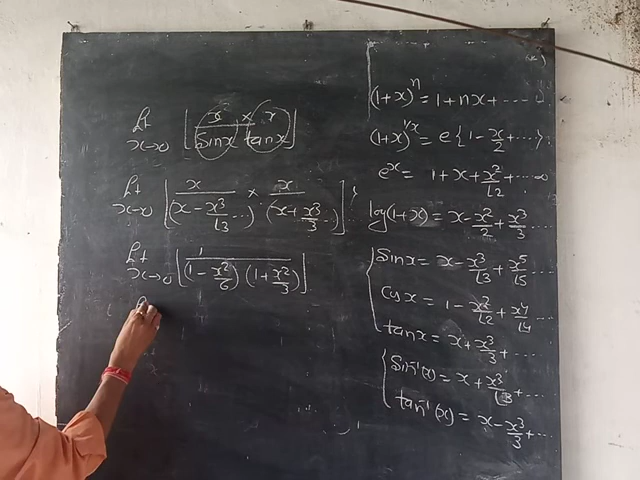 Lt x→0 [x/sinx × x/tanx]
Lt x→0 [x/(x - x³/⌊3 ...) × x/(x + x³/3 ...)]
Lt x→0 [1/((1 - x²/6) (1 + x²/3))]
(1+x)ⁿ = 1 + nx + ....
(1+x)^(1/x) = e{1 - x/2 + ...}
eˣ = 1 + x + x²/⌊2 + ... ∞
log(1+x) = x - x²/2 + x³/3 ...
Sinx = x - x³/⌊3 + x⁵/⌊5 ...
Cosx = 1 - x²/⌊2 + x⁴/⌊4 ...
tanx = x + x³/3 + ...
Sin⁻¹(x) = x + x³/⌊3 + ...
tan⁻¹(x) = x - x³/3 + ...